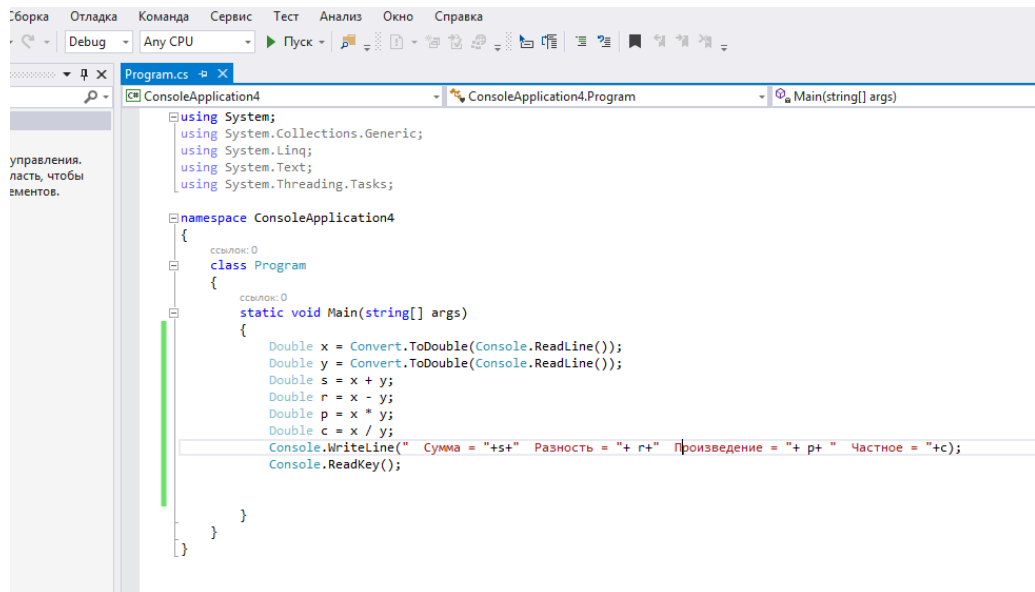 Сборка Отладка Команда Сервис Тест Анализ Окно Справка
Debug Any CPU Пуск
Program.cs
C# ConsoleApplication4 ConsoleApplication4.Program Main(string[] args)
управления.
ласть, чтобы
ементов.
using System;
using System.Collections.Generic;
using System.Linq;
using System.Text;
using System.Threading.Tasks;
namespace ConsoleApplication4
{
ссылок: 0
class Program
{
ссылок: 0
static void Main(string[] args)
{
Double x = Convert.ToDouble(Console.ReadLine());
Double y = Convert.ToDouble(Console.ReadLine());
Double s = x + y;
Double r = x - y;
Double p = x * y;
Double c = x / y;
Console.WriteLine("  Сумма = "+s+"  Разность = "+ r+"  Произведение = "+ p+ "  Частное = "+c);
Console.ReadKey();
}
}
}